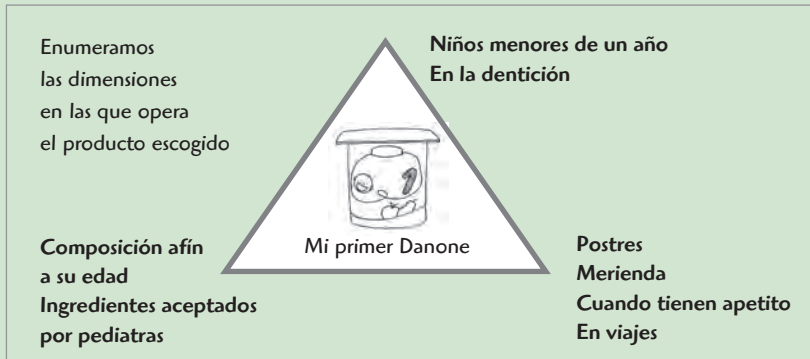 Enumeramos
las dimensiones
en las que opera
el producto escogido
Niños menores de un año
En la dentición
1
Mi primer Danone
Composición afín
a su edad
Ingredientes aceptados
por pediatras
Postres
Merienda
Cuando tienen apetito
En viajes